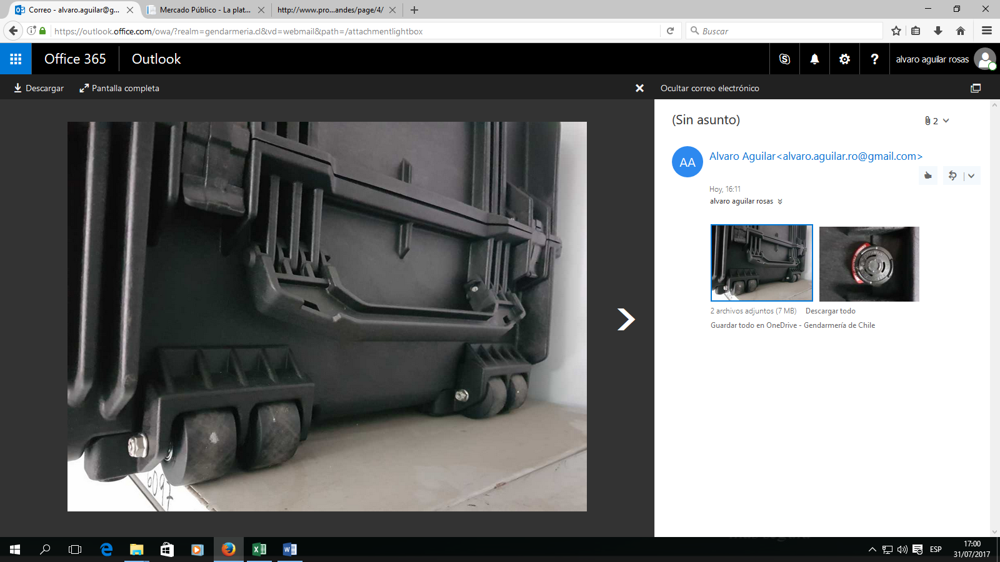 Correo - alvaro.aguilar@g...
Mercado Público - La plat...
http://www.pro...andes/page/4/
https://outlook.office.com/owa/?realm=gendarmeria.cl&vd=webmail&path=/attachmentlightbox
Buscar
Office 365
Outlook
alvaro aguilar rosas
Descargar
Pantalla completa
Ocultar correo electrónico
(Sin asunto)
2
AA
Alvaro Aguilar<alvaro.aguilar.ro@gmail.com>
Hoy, 16:11
alvaro aguilar rosas
2 archivos adjuntos (7 MB)
Descargar todo
Guardar todo en OneDrive - Gendarmería de Chile
ESP
17:00
31/07/2017